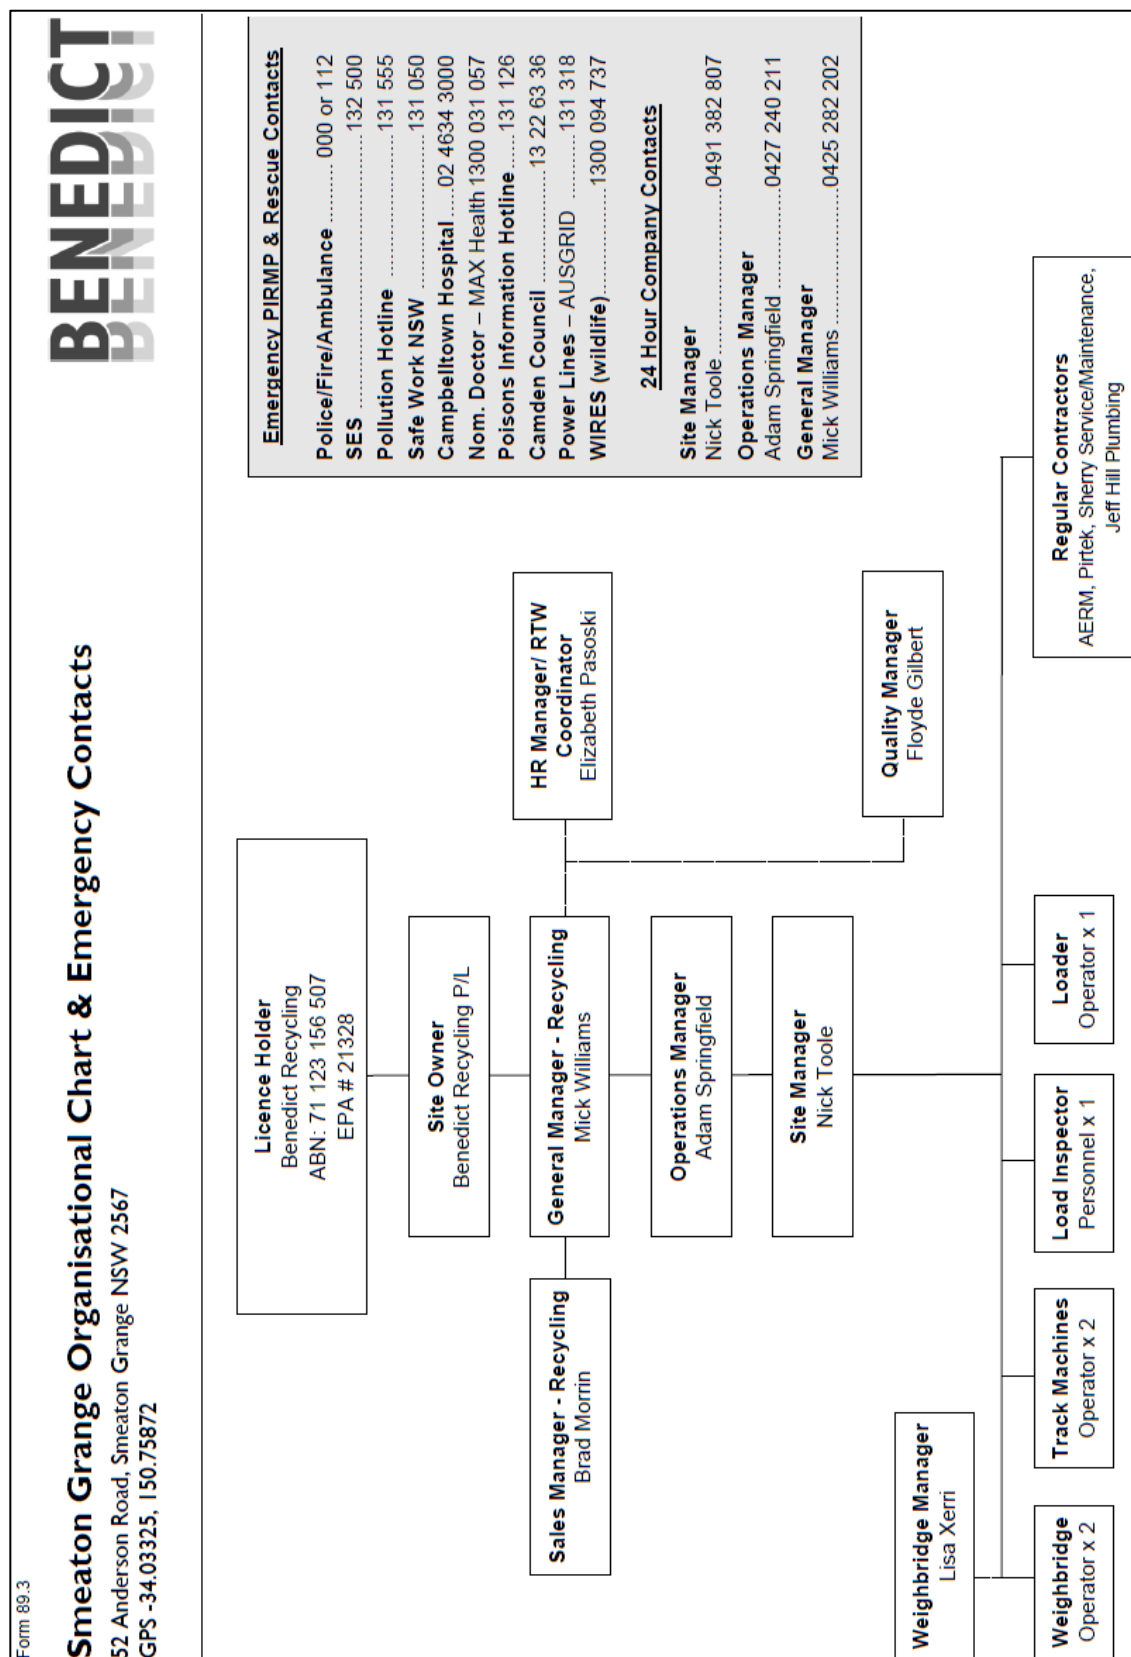 Form 89.3
BENEDICT
Smeaton Grange Organisational Chart & Emergency Contacts
52 Anderson Road, Smeaton Grange NSW 2567
GPS -34.03325, 150.75872
Emergency PIRMP & Rescue Contacts
Police/Fire/Ambulance ........ 000 or 112
SES ........................................132 500
Pollution Hotline ......................131 555
Safe Work NSW .......................131 050
Campbelltown Hospital ....02 4634 3000
Nom. Doctor – MAX Health 1300 031 057
Poisons Information Hotline......131 126
Camden Council..................13 22 63 36
Power Lines – AUSGRID .........131 318
WIRES (wildlife)....................1300 094 737
24 Hour Company Contacts
Site Manager
Nick Toole ..............................0491 382 807
Operations Manager
Adam Springfield ..................0427 240 211
General Manager
Mick Williams ........................0425 282 202
Licence Holder
Benedict Recycling
ABN: 71 123 156 507
EPA # 21328
Site Owner
Benedict Recycling P/L
Sales Manager - Recycling
Brad Morrin
General Manager - Recycling
Mick Williams
HR Manager/ RTW
Coordinator
Elizabeth Pasoski
Operations Manager
Adam Springfield
Site Manager
Nick Toole
Quality Manager
Floyde Gilbert
Weighbridge Manager
Lisa Xerri
Weighbridge
Operator x 2
Track Machines
Operator x 2
Load Inspector
Personnel x 1
Loader
Operator x 1
Regular Contractors
AERM, Pirtek, Sherry Service/Maintenance,
Jeff Hill Plumbing